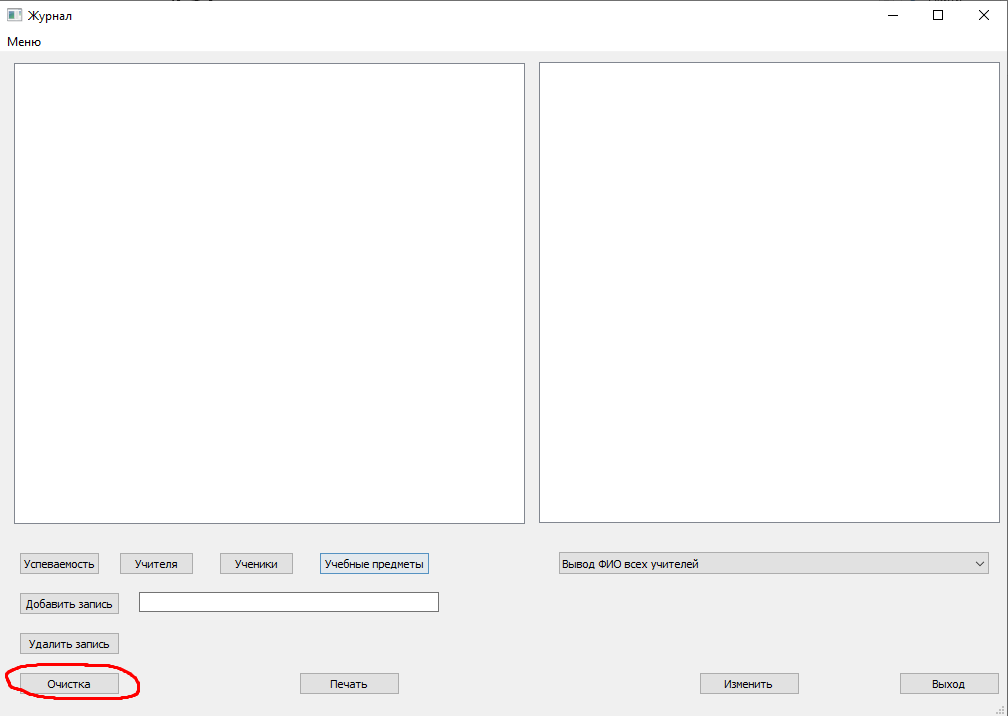 Журнал
Меню
Успеваемость Учителя Ученики Учебные предметы Вывод ФИО всех учителей
Добавить запись
Удалить запись
Очистка Печать Изменить Выход